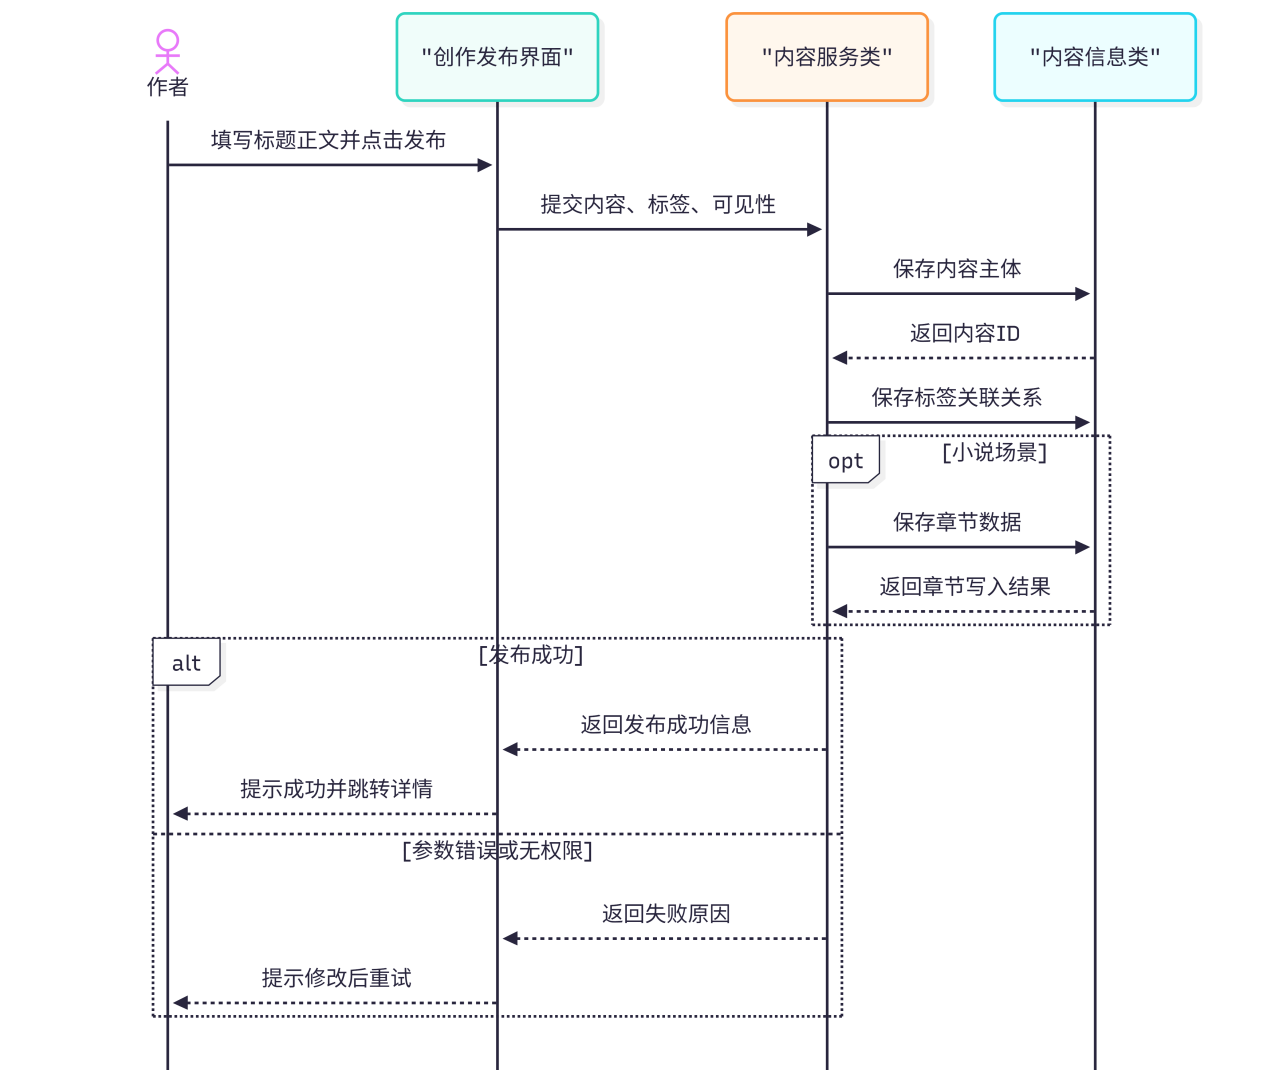 作者
"创作发布界面"
"内容服务类"
"内容信息类"
填写标题正文并点击发布
提交内容、标签、可见性
保存内容主体
返回内容ID
保存标签关联关系
opt
[小说场景]
保存章节数据
返回章节写入结果
alt
[发布成功]
返回发布成功信息
提示成功并跳转详情
[参数错误或无权限]
返回失败原因
提示修改后重试